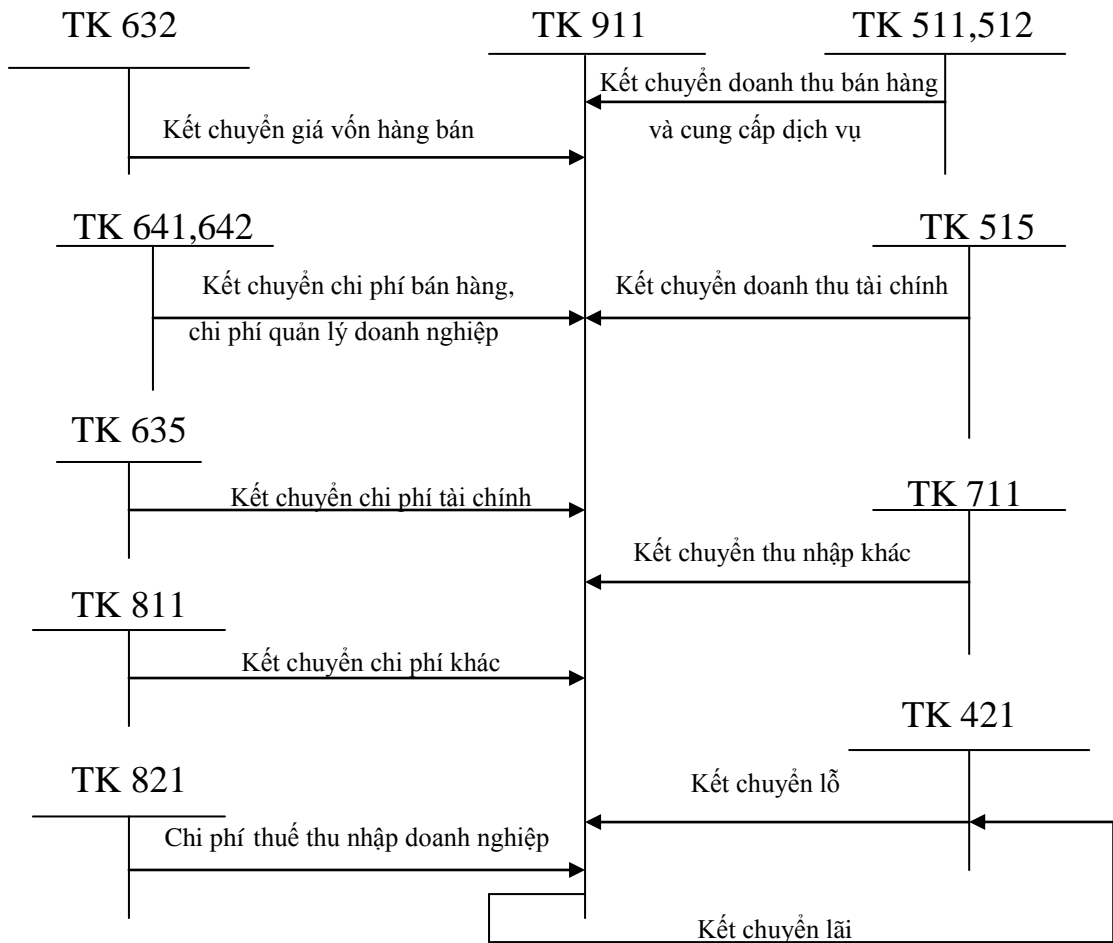 TK 632
TK 911
TK 511,512
Kết chuyển doanh thu bán hàng
và cung cấp dịch vụ
Kết chuyển giá vốn hàng bán
TK 641,642
TK 515
Kết chuyển chi phí bán hàng,
chi phí quản lý doanh nghiệp
Kết chuyển doanh thu tài chính
TK 635
Kết chuyển chi phí tài chính
TK 711
Kết chuyển thu nhập khác
TK 811
Kết chuyển chi phí khác
TK 421
TK 821
Kết chuyển lỗ
Chi phí thuế thu nhập doanh nghiệp
Kết chuyển lãi